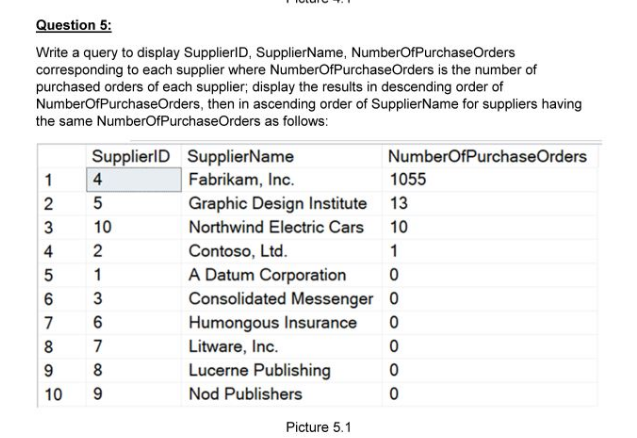 Question 5:
Write a query to display SupplierID, SupplierName, NumberOfPurchaseOrders
corresponding to each supplier where NumberOfPurchaseOrders is the number of
purchased orders of each supplier; display the results in descending order of
NumberOfPurchaseOrders, then in ascending order of SupplierName for suppliers having
the same NumberOfPurchaseOrders as follows:
SupplierID SupplierName NumberOfPurchaseOrders
1 4 Fabrikam, Inc. 1055
2 5 Graphic Design Institute 13
3 10 Northwind Electric Cars 10
4 2 Contoso, Ltd. 1
5 1 A Datum Corporation 0
6 3 Consolidated Messenger 0
7 6 Humongous Insurance 0
8 7 Litware, Inc. 0
9 8 Lucerne Publishing 0
10 9 Nod Publishers 0
Picture 5.1